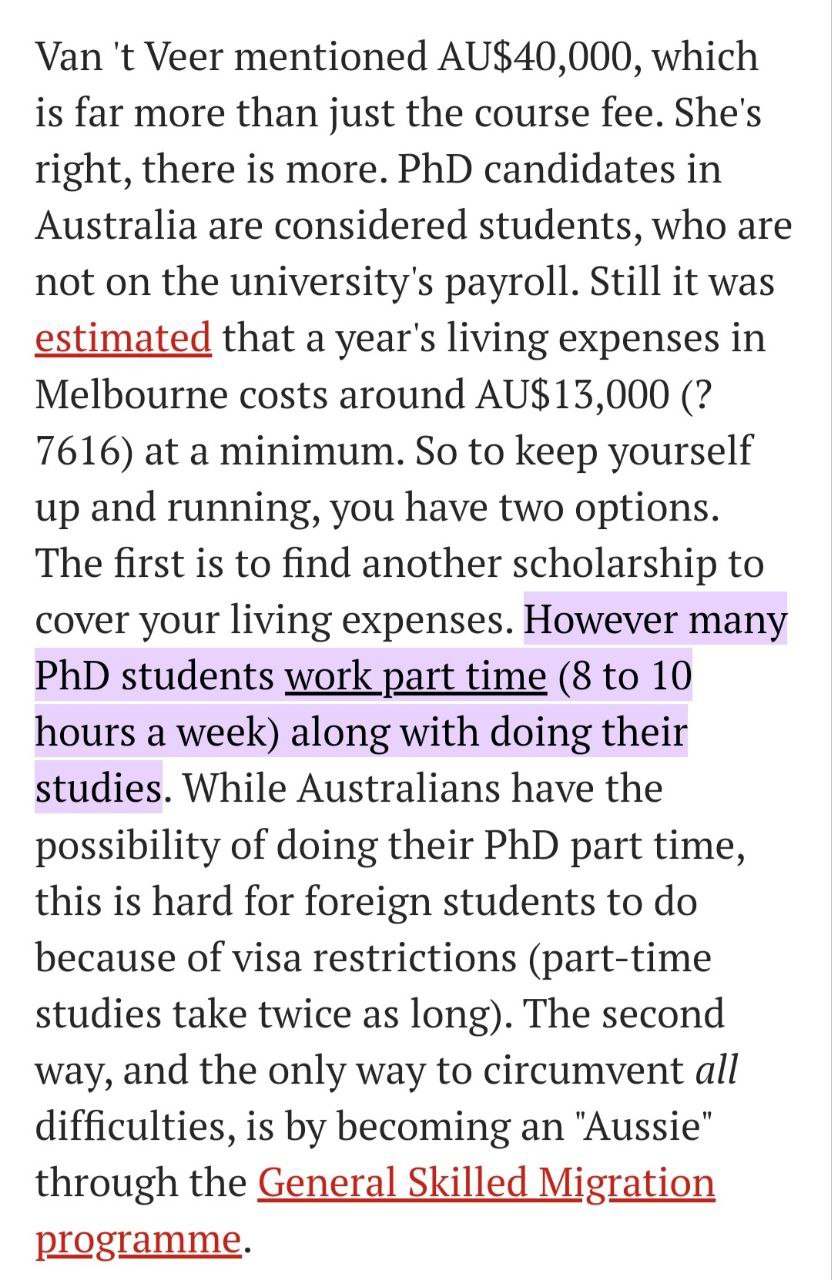 Van 't Veer mentioned AU$40,000, which
is far more than just the course fee. She's
right, there is more. PhD candidates in
Australia are considered students, who are
not on the university's payroll. Still it was
estimated that a year's living expenses in
Melbourne costs around AU$13,000 (?
7616) at a minimum. So to keep yourself
up and running, you have two options.
The first is to find another scholarship to
cover your living expenses. However many
PhD students work part time (8 to 10
hours a week) along with doing their
studies. While Australians have the
possibility of doing their PhD part time,
this is hard for foreign students to do
because of visa restrictions (part-time
studies take twice as long). The second
way, and the only way to circumvent all
difficulties, is by becoming an "Aussie"
through the General Skilled Migration
programme.